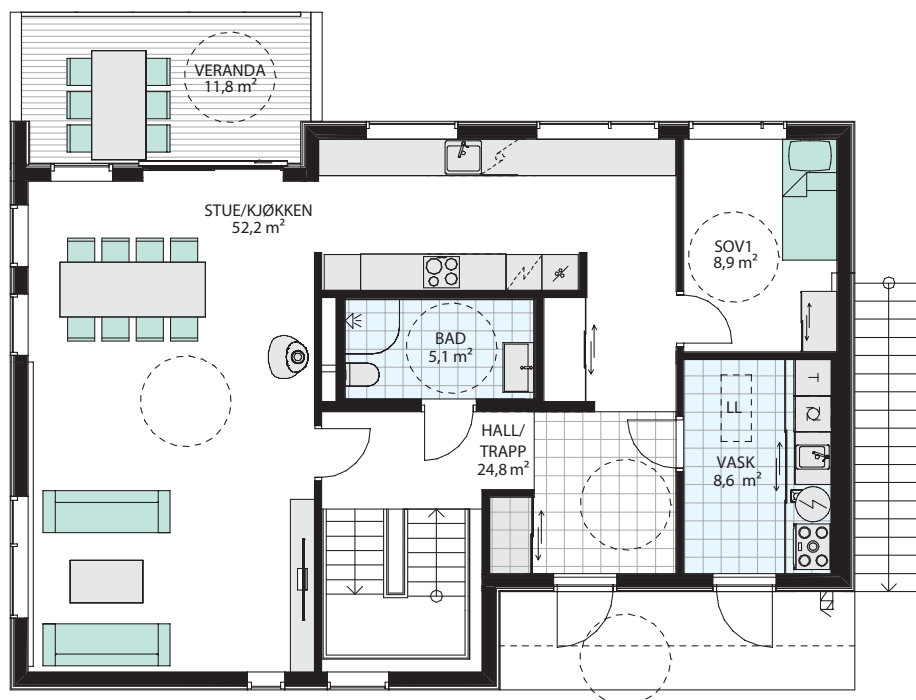 VERANDA
11,8 m²
STUE/KJØKKEN
52,2 m²
SOV1
8,9 m²
BAD
5,1 m²
T
LL
HALL/
TRAPP
24,8 m²
VASK
8,6 m²